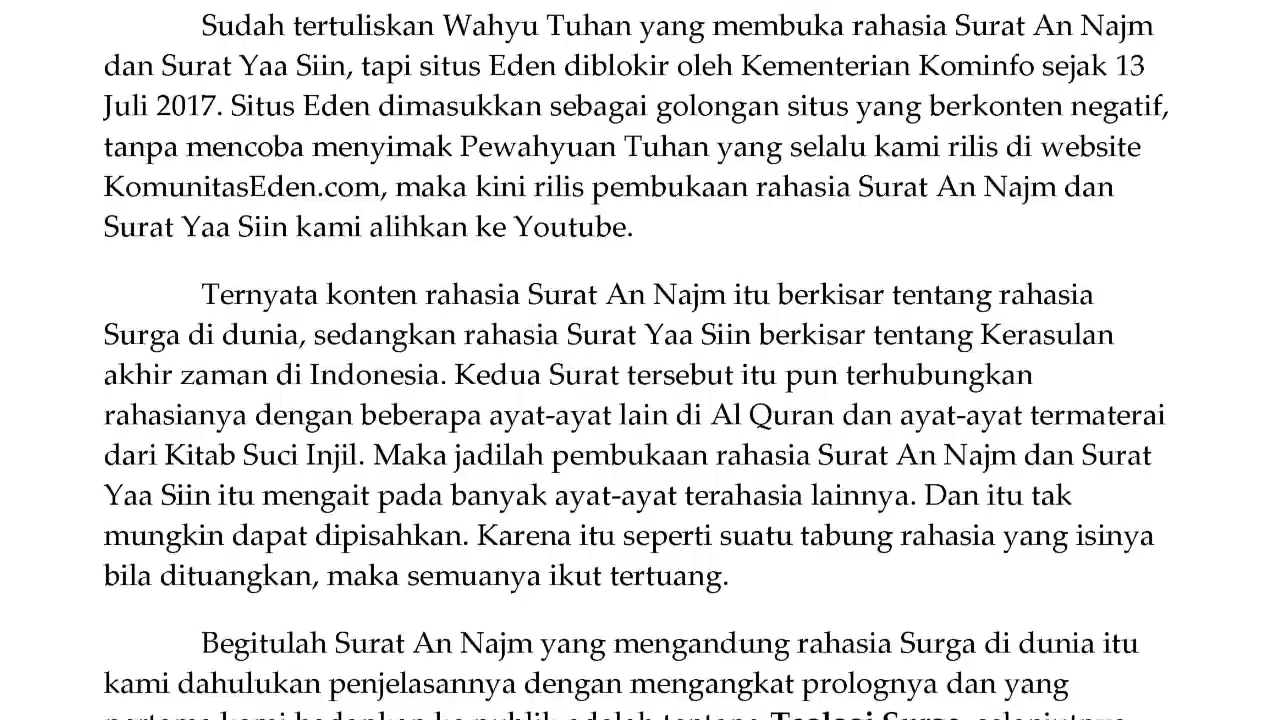 Sudah tertuliskan Wahyu Tuhan yang membuka rahasia Surat An Najm
dan Surat Yaa Siin, tapi situs Eden diblokir oleh Kementerian Kominfo sejak 13
Juli 2017. Situs Eden dimasukkan sebagai golongan situs yang berkonten negatif,
tanpa mencoba menyimak Pewahyuan Tuhan yang selalu kami rilis di website
KomunitasEden.com, maka kini rilis pembukaan rahasia Surat An Najm dan
Surat Yaa Siin kami alihkan ke Youtube.
Ternyata konten rahasia Surat An Najm itu berkisar tentang rahasia
Surga di dunia, sedangkan rahasia Surat Yaa Siin berkisar tentang Kerasulan
akhir zaman di Indonesia. Kedua Surat tersebut itu pun terhubungkan
rahasianya dengan beberapa ayat-ayat lain di Al Quran dan ayat-ayat termaterai
dari Kitab Suci Injil. Maka jadilah pembukaan rahasia Surat An Najm dan Surat
Yaa Siin itu mengait pada banyak ayat-ayat terahasia lainnya. Dan itu tak
mungkin dapat dipisahkan. Karena itu seperti suatu tabung rahasia yang isinya
bila dituangkan, maka semuanya ikut tertuang.
Begitulah Surat An Najm yang mengandung rahasia Surga di dunia itu
kami dahulukan penjelasannya dengan mengangkat prolognya dan yang